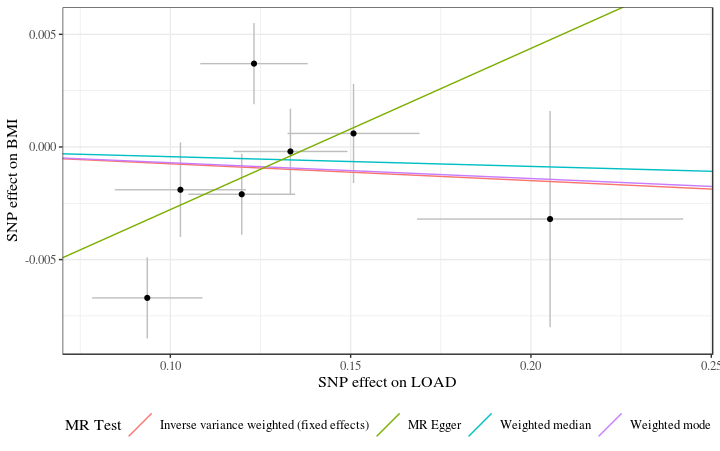 0.005
0.000
-0.005
SNP effect on BMI
0.10 0.15 0.20 0.25
SNP effect on LOAD
MR Test Inverse variance weighted (fixed effects) MR Egger Weighted median Weighted mode